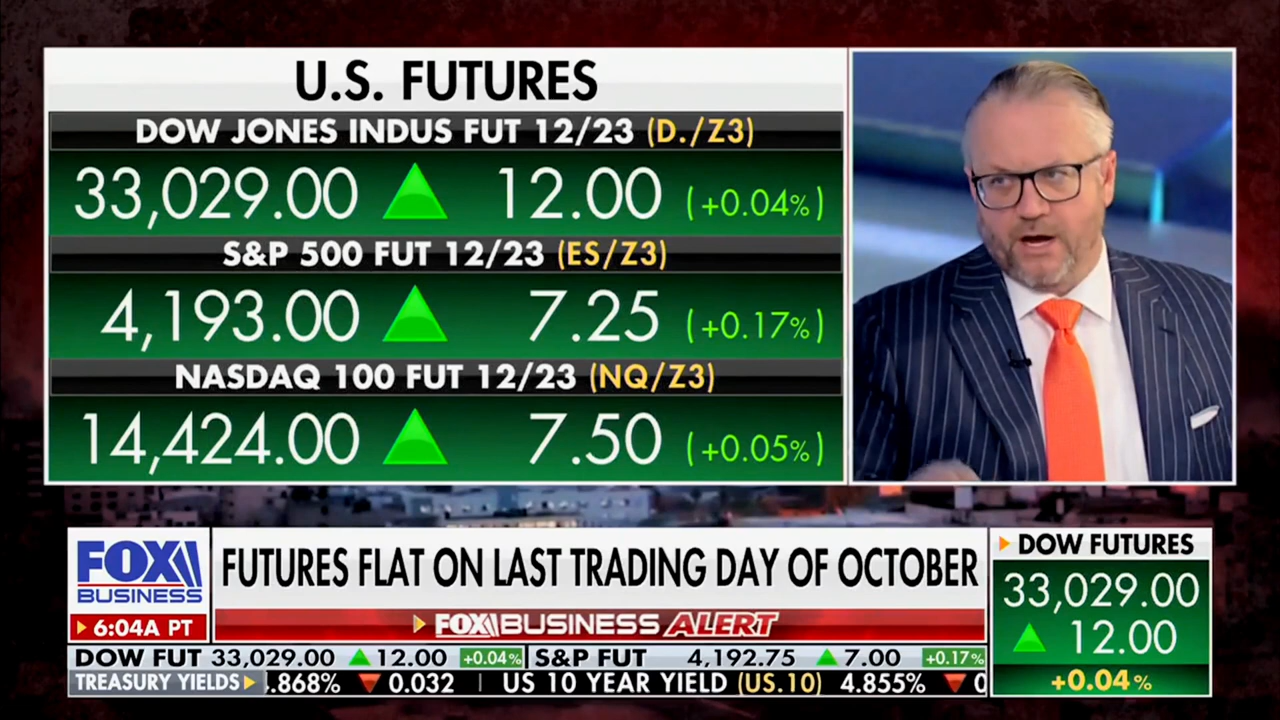 U.S. FUTURES
DOW JONES INDUS FUT 12/23 (D./Z3)
33,029.00 ▲ 12.00 (+0.04%)
S&P 500 FUT 12/23 (ES/Z3)
4,193.00 ▲ 7.25 (+0.17%)
NASDAQ 100 FUT 12/23 (NQ/Z3)
14,424.00 ▲ 7.50 (+0.05%)
FOX
BUSINESS
6:04A PT
FUTURES FLAT ON LAST TRADING DAY OF OCTOBER
FOX BUSINESS ALERT
DOW FUTURES
33,029.00
▲ 12.00
+0.04%
DOW FUT 33,029.00 ▲ 12.00 +0.04% S&P FUT 4,192.75 ▲ 7.00 +0.17%
TREASURY YIELDS .868% ▼ 0.032 | US 10 YEAR YIELD (US.10) 4.855% ▼ 0